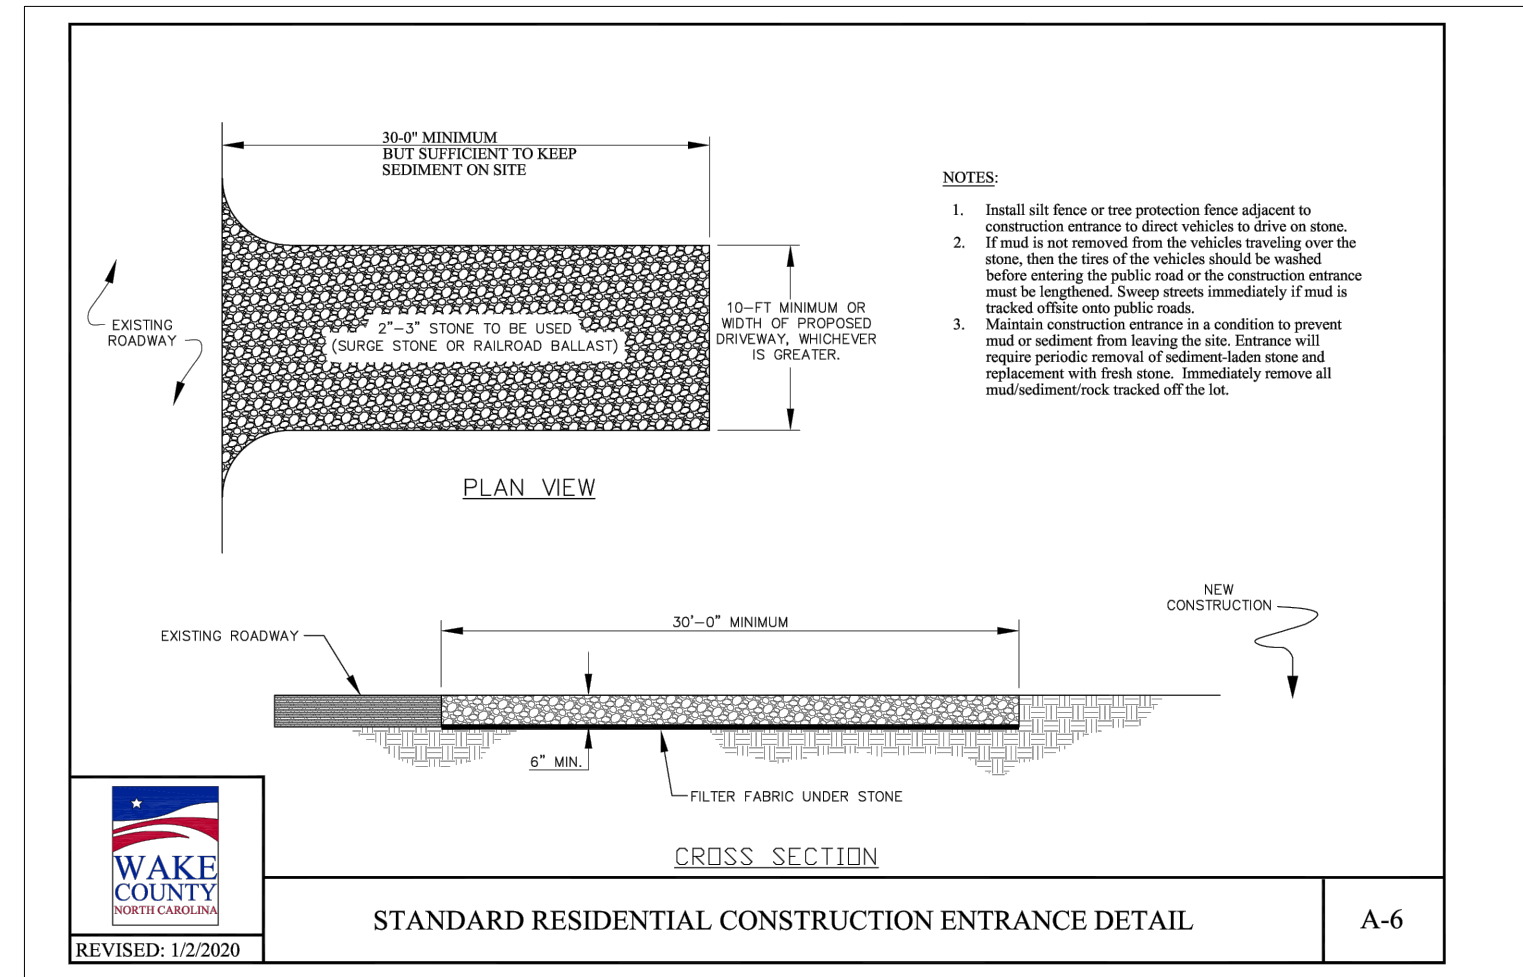 30-0" MINIMUM
BUT SUFFICIENT TO KEEP
SEDIMENT ON SITE
NOTES:
1. Install silt fence or tree protection fence adjacent to
construction entrance to direct vehicles to drive on stone.
2. If mud is not removed from the vehicles traveling over the
stone, then the tires of the vehicles should be washed
before entering the public road or the construction entrance
must be lengthened. Sweep streets immediately if mud is
tracked offsite onto public roads.
3. Maintain construction entrance in a condition to prevent
mud or sediment from leaving the site. Entrance will
require periodic removal of sediment-laden stone and
replacement with fresh stone. Immediately remove all
mud/sediment/rock tracked off the lot.
EXISTING
ROADWAY
2"–3" STONE TO BE USED
(SURGE STONE OR RAILROAD BALLAST)
10–FT MINIMUM OR
WIDTH OF PROPOSED
DRIVEWAY, WHICHEVER
IS GREATER.
PLAN VIEW
NEW
CONSTRUCTION
EXISTING ROADWAY
30'–0" MINIMUM
6" MIN.
FILTER FABRIC UNDER STONE
CROSS SECTION
WAKE
COUNTY
NORTH CAROLINA
REVISED: 1/2/2020
STANDARD RESIDENTIAL CONSTRUCTION ENTRANCE DETAIL
A-6